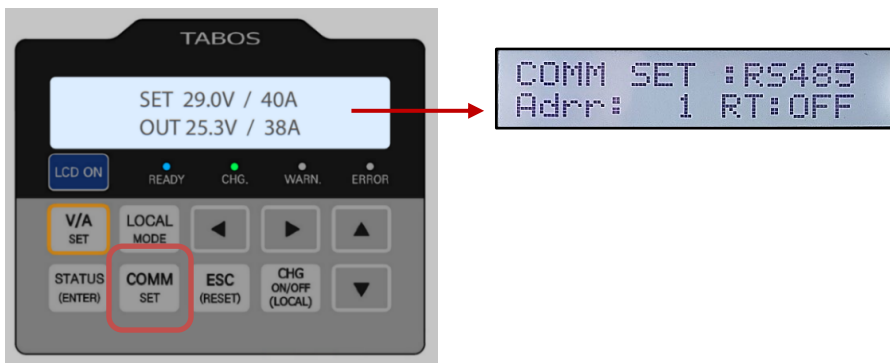 TABOS
SET 29.0V / 40A
OUT 25.3V / 38A
LCD ON
READY
CHG.
WARN.
ERROR
V/A
SET
LOCAL
MODE
STATUS
(ENTER)
COMM
SET
ESC
(RESET)
CHG
ON/OFF
(LOCAL)
COMM SET :RS485
Adrr: 1 RT:OFF